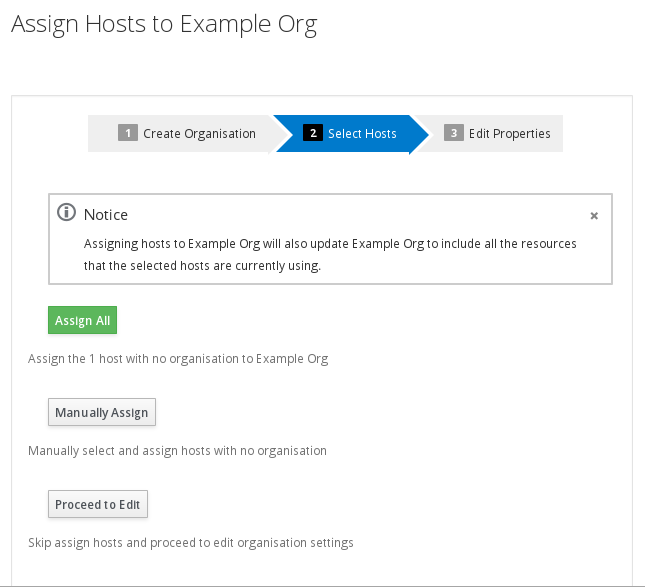 Assign Hosts to Example Org
1 Create Organisation 2 Select Hosts 3 Edit Properties
Notice ×
Assigning hosts to Example Org will also update Example Org to include all the resources
that the selected hosts are currently using.
Assign All
Assign the 1 host with no organisation to Example Org
Manually Assign
Manually select and assign hosts with no organisation
Proceed to Edit
Skip assign hosts and proceed to edit organisation settings